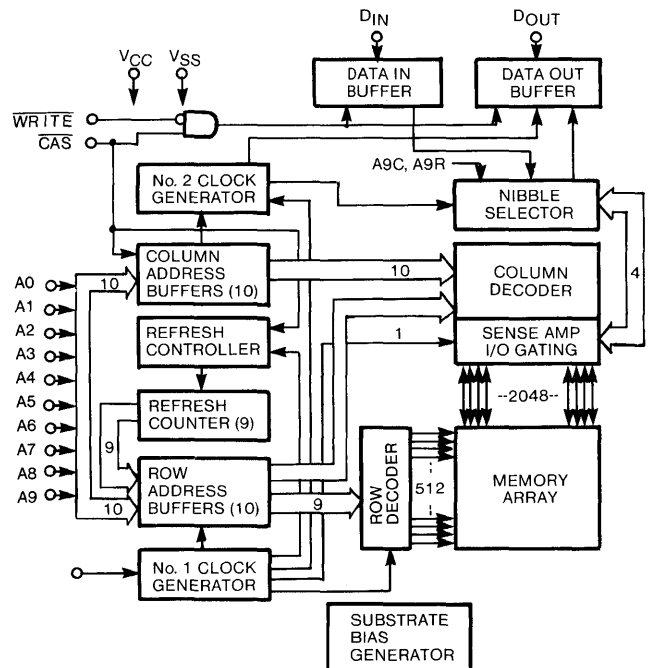 DIN
DOUT
VCC
VSS
DATA IN
BUFFER
DATA OUT
BUFFER
WRITE
CAS
A9C, A9R
No. 2 CLOCK
GENERATOR
NIBBLE
SELECTOR
COLUMN
ADDRESS
BUFFERS (10)
10
10
COLUMN
DECODER
4
A0
A1
A2
A3
A4
A5
A6
A7
A8
A9
REFRESH
CONTROLLER
1
SENSE AMP
I/O GATING
REFRESH
COUNTER (9)
--2048--
9
ROW
ADDRESS
BUFFERS (10)
10
9
ROW
DECODER
512
MEMORY
ARRAY
No. 1 CLOCK
GENERATOR
SUBSTRATE
BIAS
GENERATOR